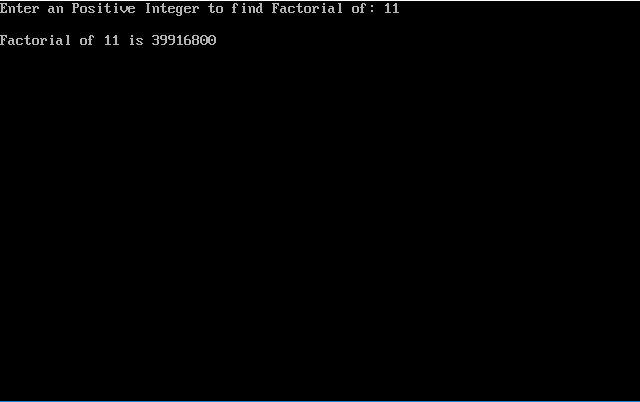 Enter an Positive Integer to find Factorial of: 11
Factorial of 11 is 39916800